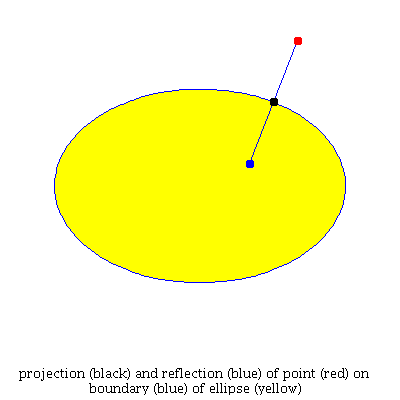 projection (black) and reflection (blue) of point (red) on
boundary (blue) of ellipse (yellow)